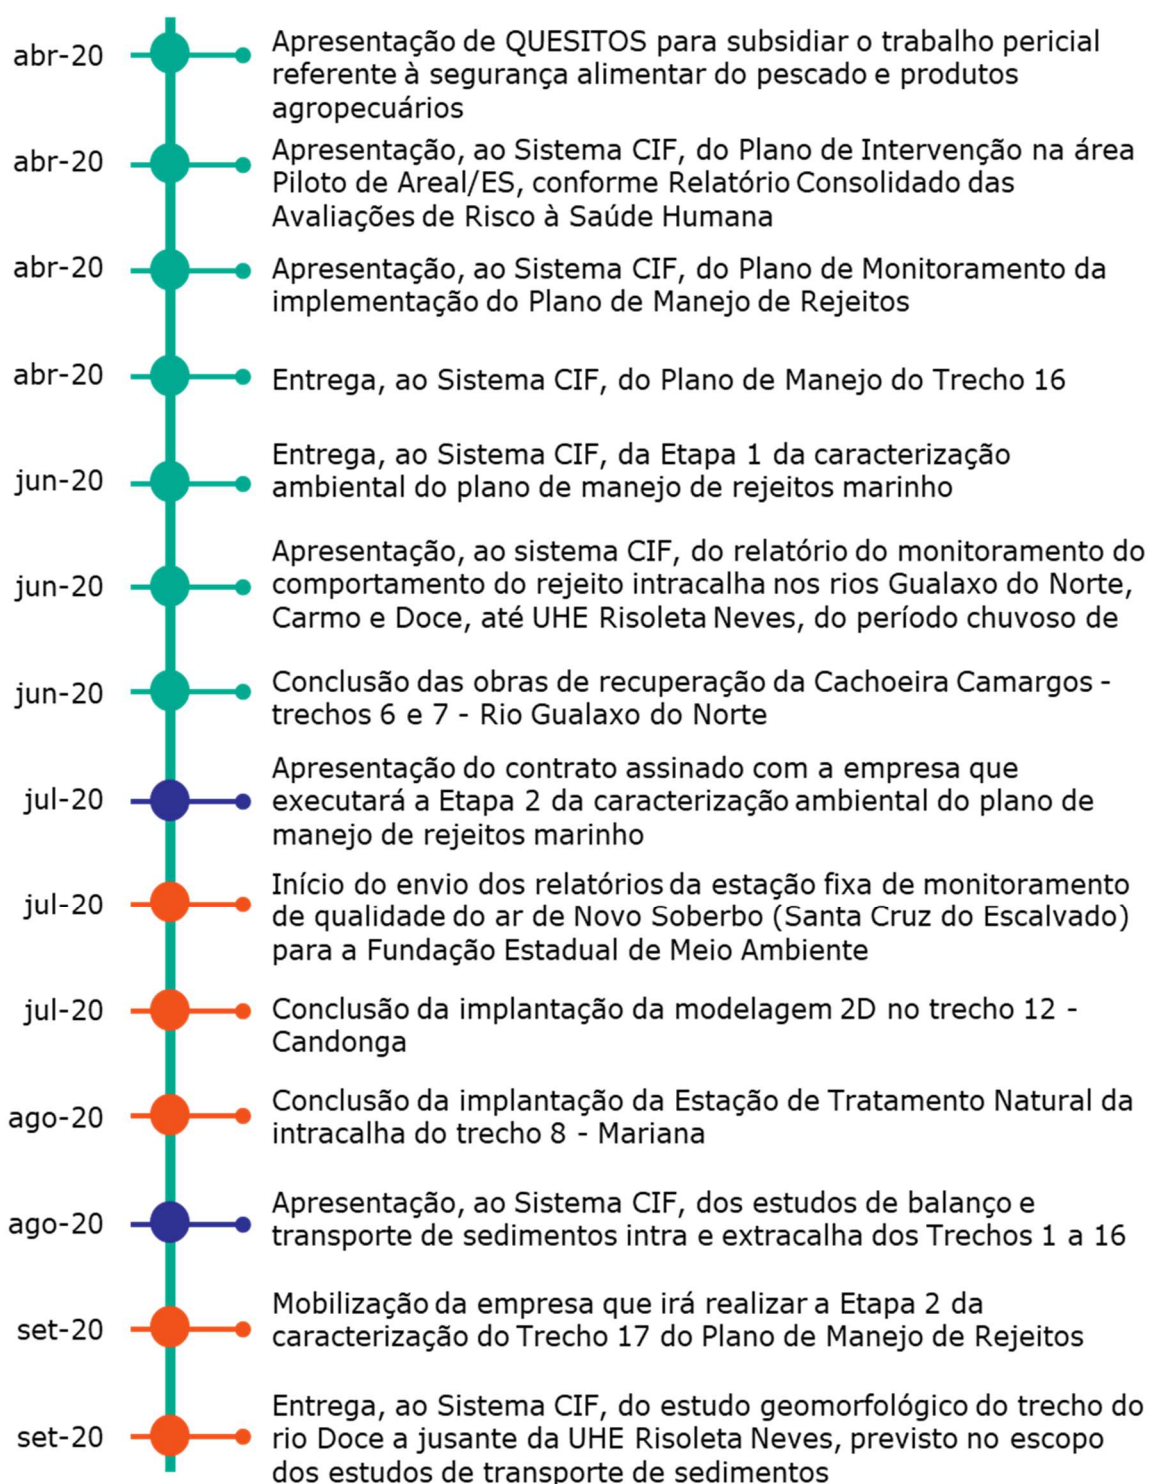 abr-20
Apresentação de QUESITOS para subsidiar o trabalho pericial
referente à segurança alimentar do pescado e produtos
agropecuários
abr-20
Apresentação, ao Sistema CIF, do Plano de Intervenção na área
Piloto de Areal/ES, conforme Relatório Consolidado das
Avaliações de Risco à Saúde Humana
abr-20
Apresentação, ao Sistema CIF, do Plano de Monitoramento da
implementação do Plano de Manejo de Rejeitos
abr-20
Entrega, ao Sistema CIF, do Plano de Manejo do Trecho 16
jun-20
Entrega, ao Sistema CIF, da Etapa 1 da caracterização
ambiental do plano de manejo de rejeitos marinho
jun-20
Apresentação, ao sistema CIF, do relatório do monitoramento do
comportamento do rejeito intracalha nos rios Gualaxo do Norte,
Carmo e Doce, até UHE Risoleta Neves, do período chuvoso de
jun-20
Conclusão das obras de recuperação da Cachoeira Camargos -
trechos 6 e 7 - Rio Gualaxo do Norte
jul-20
Apresentação do contrato assinado com a empresa que
executará a Etapa 2 da caracterização ambiental do plano de
manejo de rejeitos marinho
jul-20
Início do envio dos relatórios da estação fixa de monitoramento
de qualidade do ar de Novo Soberbo (Santa Cruz do Escalvado)
para a Fundação Estadual de Meio Ambiente
jul-20
Conclusão da implantação da modelagem 2D no trecho 12 -
Candonga
ago-20
Conclusão da implantação da Estação de Tratamento Natural da
intracalha do trecho 8 - Mariana
ago-20
Apresentação, ao Sistema CIF, dos estudos de balanço e
transporte de sedimentos intra e extracalha dos Trechos 1 a 16
set-20
Mobilização da empresa que irá realizar a Etapa 2 da
caracterização do Trecho 17 do Plano de Manejo de Rejeitos
set-20
Entrega, ao Sistema CIF, do estudo geomorfológico do trecho do
rio Doce a jusante da UHE Risoleta Neves, previsto no escopo
dos estudos de transporte de sedimentos